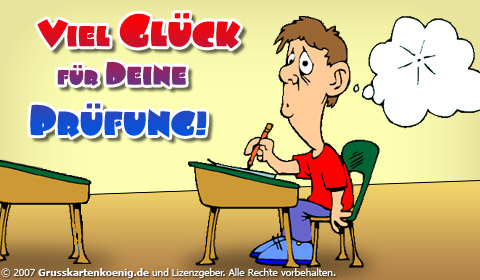 Viel Glück
für Deine
Prüfung!
© 2007 Grusskartenkoenig.de und Lizenzgeber. Alle Rechte vorbehalten.